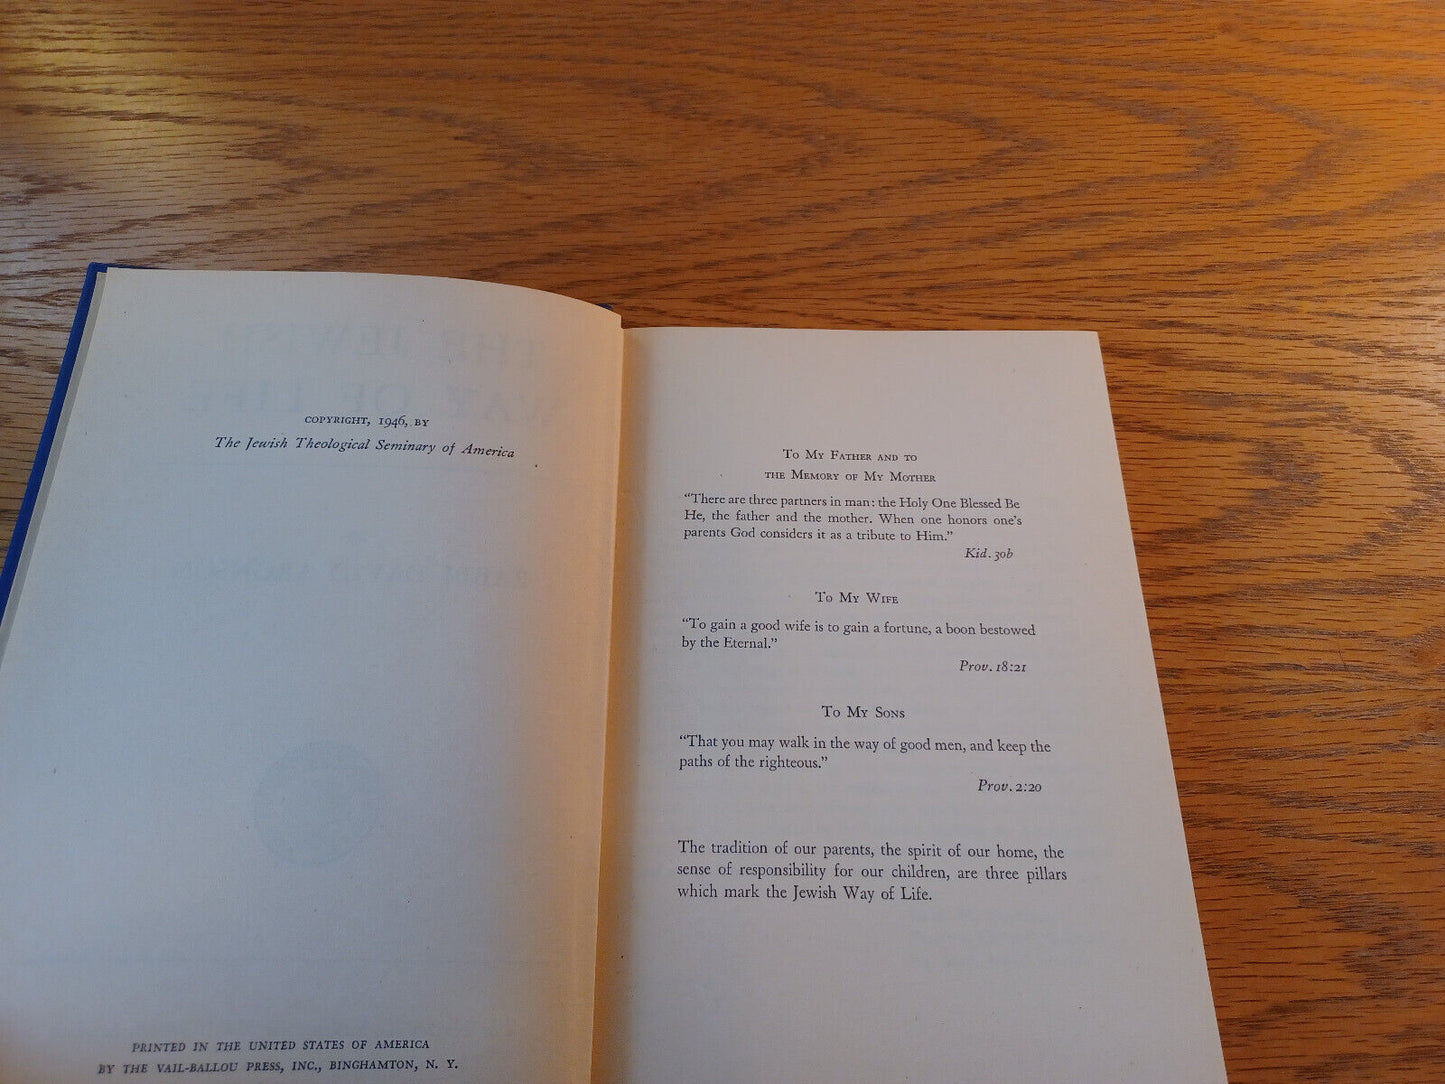 COPYRIGHT, 1946, BY
The Jewish Theological Seminary of America
PRINTED IN THE UNITED STATES OF AMERICA
BY THE VAIL-BALLOU PRESS, INC., BINGHAMTON, N. Y.
To My Father and to
the Memory of My Mother
“There are three partners in man: the Holy One Blessed Be
He, the father and the mother. When one honors one’s
parents God considers it as a tribute to Him.”
Kid. 30b
To My Wife
“To gain a good wife is to gain a fortune, a boon bestowed
by the Eternal.”
Prov. 18:21
To My Sons
“That you may walk in the way of good men, and keep the
paths of the righteous.”
Prov. 2:20
The tradition of our parents, the spirit of our home, the
sense of responsibility for our children, are three pillars
which mark the Jewish Way of Life.